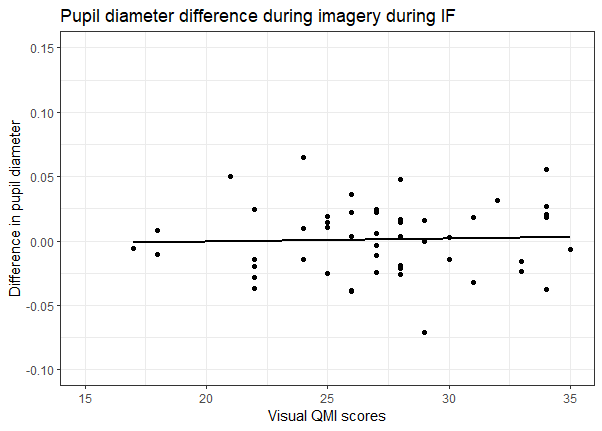 Pupil diameter difference during imagery during IF
0.15
0.10
0.05
0.00
-0.05
-0.10
Difference in pupil diameter
15 20 25 30 35
Visual QMI scores